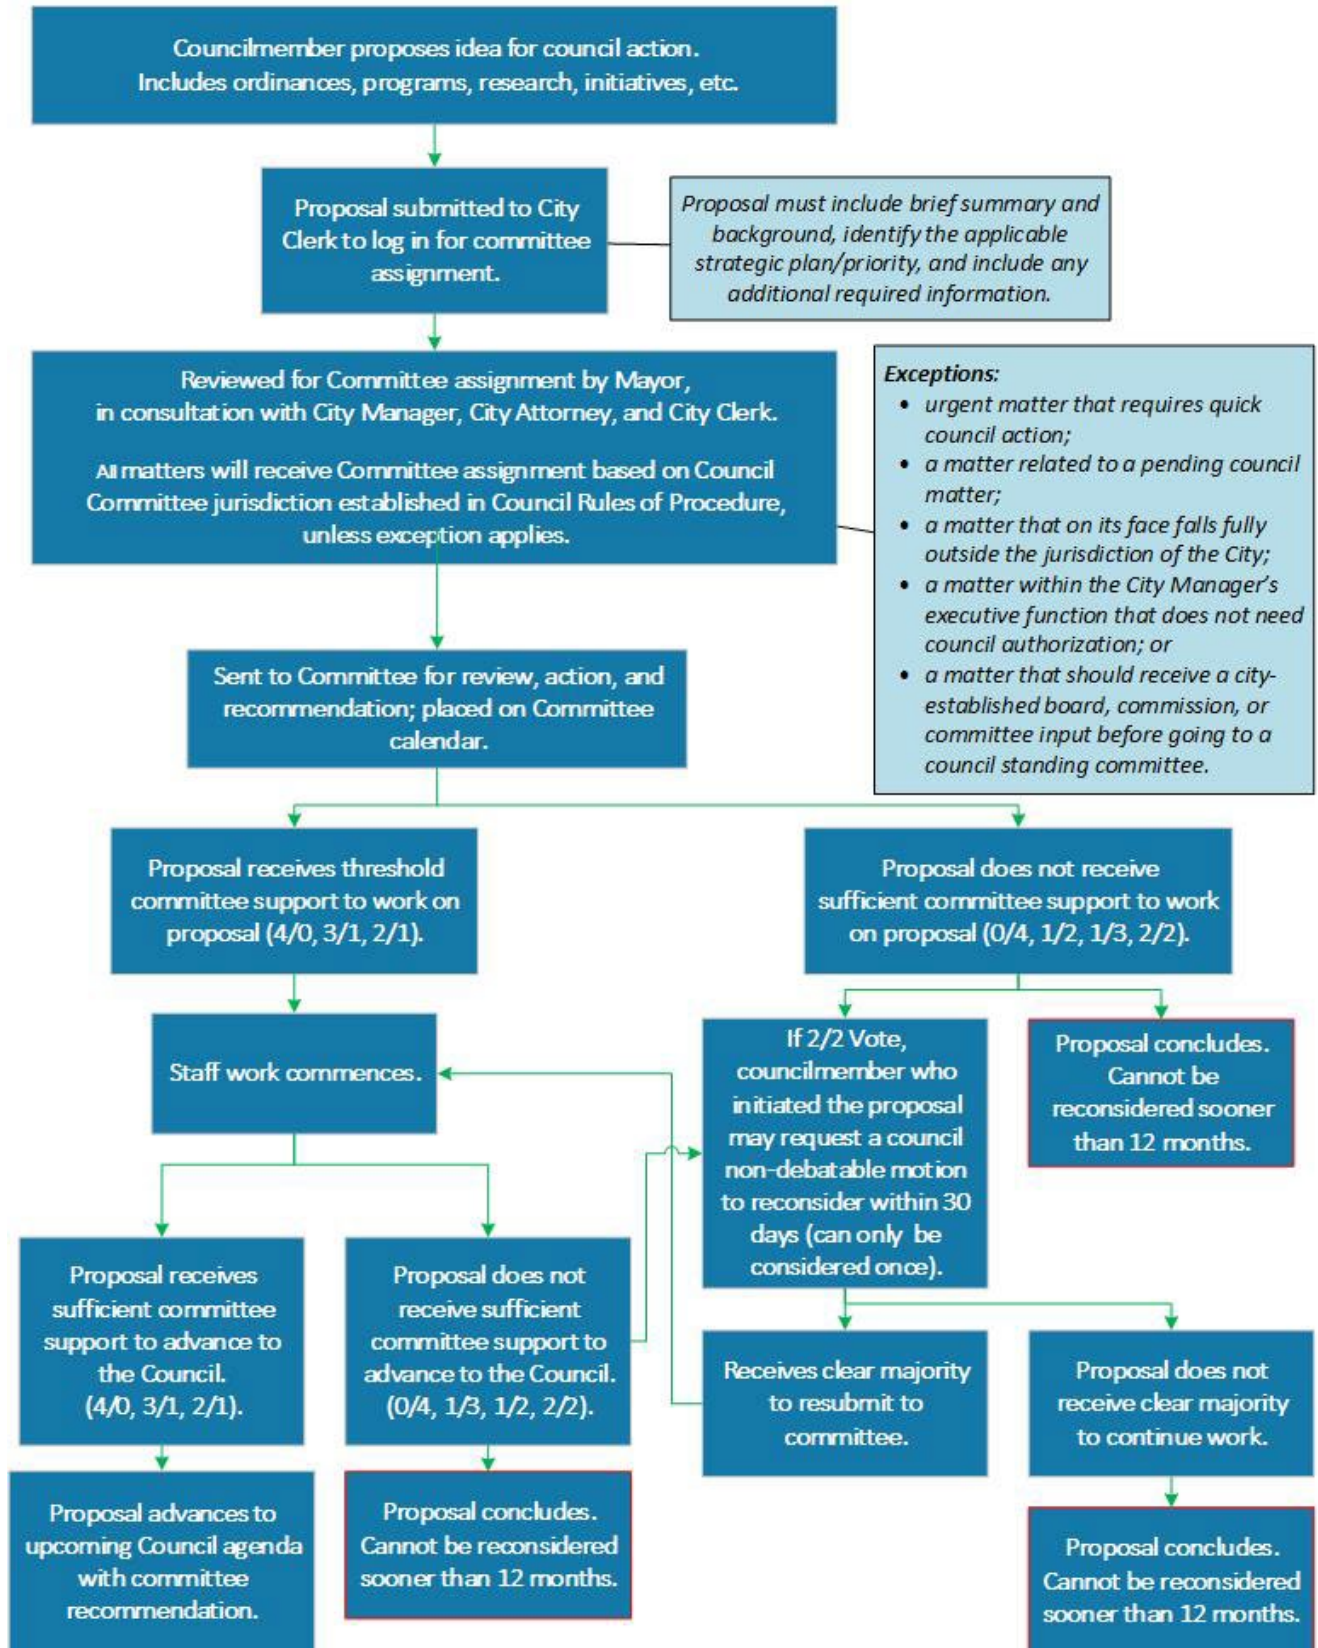 Councilmember proposes idea for council action.
Includes ordinances, programs, research, initiatives, etc.
Proposal submitted to City
Clerk to log in for committee
assignment.
Proposal must include brief summary and
background, identify the applicable
strategic plan/priority, and include any
additional required information.
Reviewed for Committee assignment by Mayor,
in consultation with City Manager, City Attorney, and City Clerk.
All matters will receive Committee assignment based on Council
Committee jurisdiction established in Council Rules of Procedure,
unless exception applies.
Exceptions:
• urgent matter that requires quick
council action;
• a matter related to a pending council
matter;
• a matter that on its face falls fully
outside the jurisdiction of the City;
• a matter within the City Manager's
executive function that does not need
council authorization; or
• a matter that should receive a city-
established board, commission, or
committee input before going to a
council standing committee.
Sent to Committee for review, action, and
recommendation; placed on Committee
calendar.
Proposal receives threshold
committee support to work on
proposal (4/0, 3/1, 2/1).
Proposal does not receive
sufficient committee support to work
on proposal (0/4, 1/2, 1/3, 2/2).
Staff work commences.
If 2/2 Vote,
councilmember who
initiated the proposal
may request a council
non-debatable motion
to reconsider within 30
days (can only be
considered once).
Proposal concludes.
Cannot be
reconsidered sooner
than 12 months.
Proposal receives
sufficient committee
support to advance to
the Council.
(4/0, 3/1, 2/1).
Proposal does not
receive sufficient
committee support to
advance to the Council.
(0/4, 1/3, 1/2, 2/2).
Receives clear majority
to resubmit to
committee.
Proposal does not
receive clear majority
to continue work.
Proposal advances to
upcoming Council agenda
with committee
recommendation.
Proposal concludes.
Cannot be reconsidered
sooner than 12 months.
Proposal concludes.
Cannot be reconsidered
sooner than 12 months.